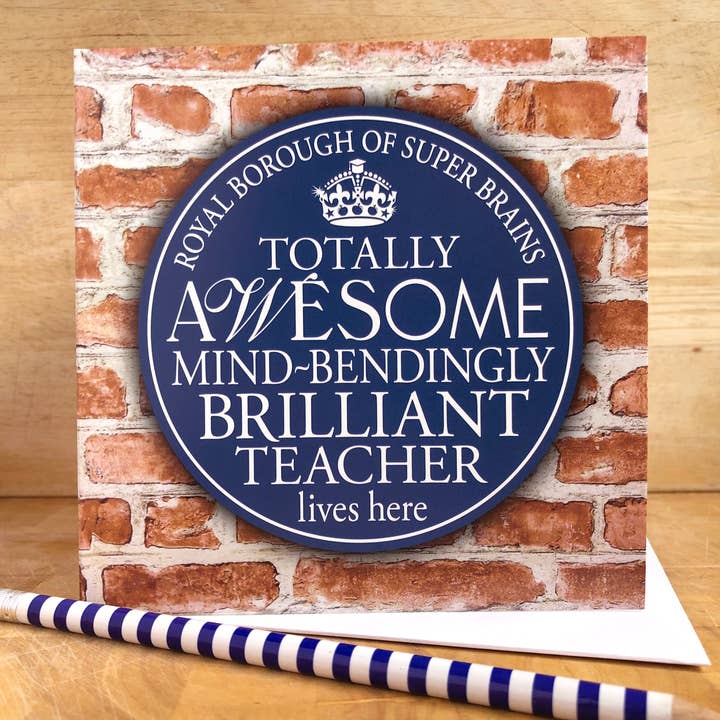 ROYAL BOROUGH OF SUPER BRAINS
TOTALLY
AWESOME
MIND~BENDINGLY
BRILLIANT
TEACHER
lives here